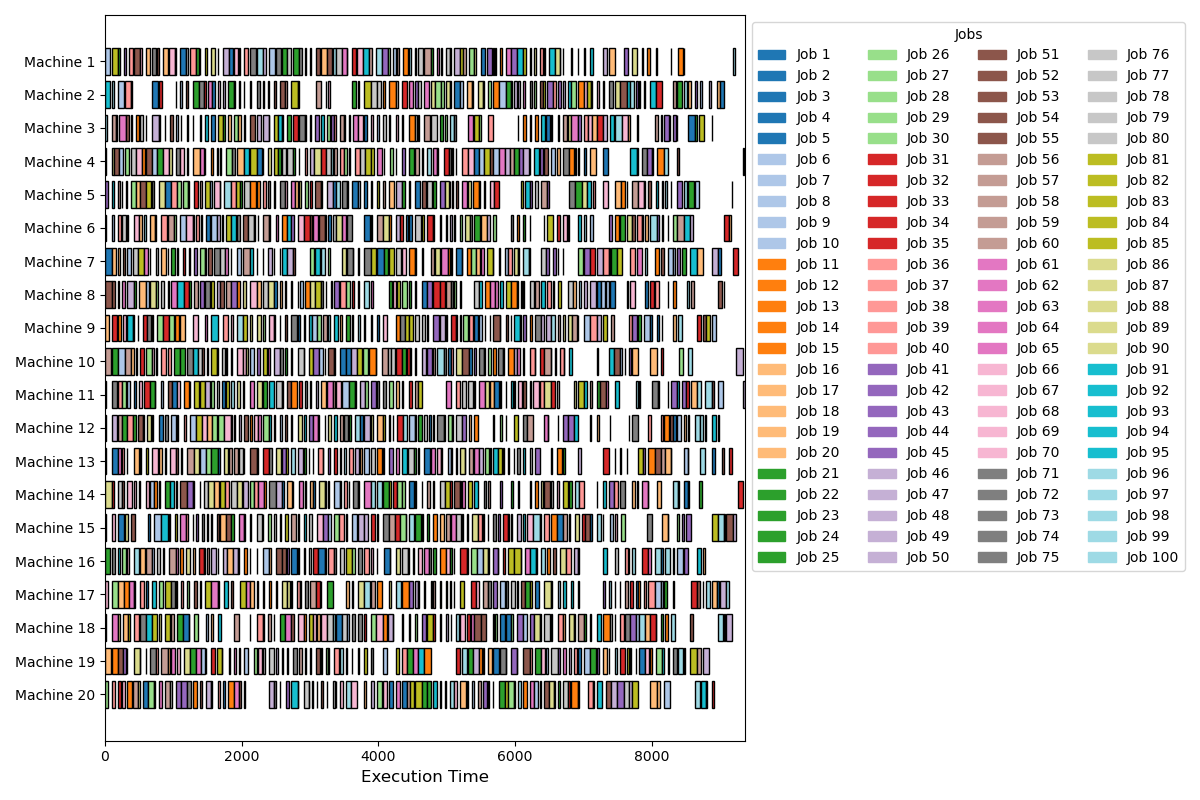 Jobs
Machine 1
Machine 2
Machine 3
Machine 4
Machine 5
Machine 6
Machine 7
Machine 8
Machine 9
Machine 10
Machine 11
Machine 12
Machine 13
Machine 14
Machine 15
Machine 16
Machine 17
Machine 18
Machine 19
Machine 20
0 2000 4000 6000 8000
Execution Time
Job 1 Job 26 Job 51 Job 76
Job 2 Job 27 Job 52 Job 77
Job 3 Job 28 Job 53 Job 78
Job 4 Job 29 Job 54 Job 79
Job 5 Job 30 Job 55 Job 80
Job 6 Job 31 Job 56 Job 81
Job 7 Job 32 Job 57 Job 82
Job 8 Job 33 Job 58 Job 83
Job 9 Job 34 Job 59 Job 84
Job 10 Job 35 Job 60 Job 85
Job 11 Job 36 Job 61 Job 86
Job 12 Job 37 Job 62 Job 87
Job 13 Job 38 Job 63 Job 88
Job 14 Job 39 Job 64 Job 89
Job 15 Job 40 Job 65 Job 90
Job 16 Job 41 Job 66 Job 91
Job 17 Job 42 Job 67 Job 92
Job 18 Job 43 Job 68 Job 93
Job 19 Job 44 Job 69 Job 94
Job 20 Job 45 Job 70 Job 95
Job 21 Job 46 Job 71 Job 96
Job 22 Job 47 Job 72 Job 97
Job 23 Job 48 Job 73 Job 98
Job 24 Job 49 Job 74 Job 99
Job 25 Job 50 Job 75 Job 100